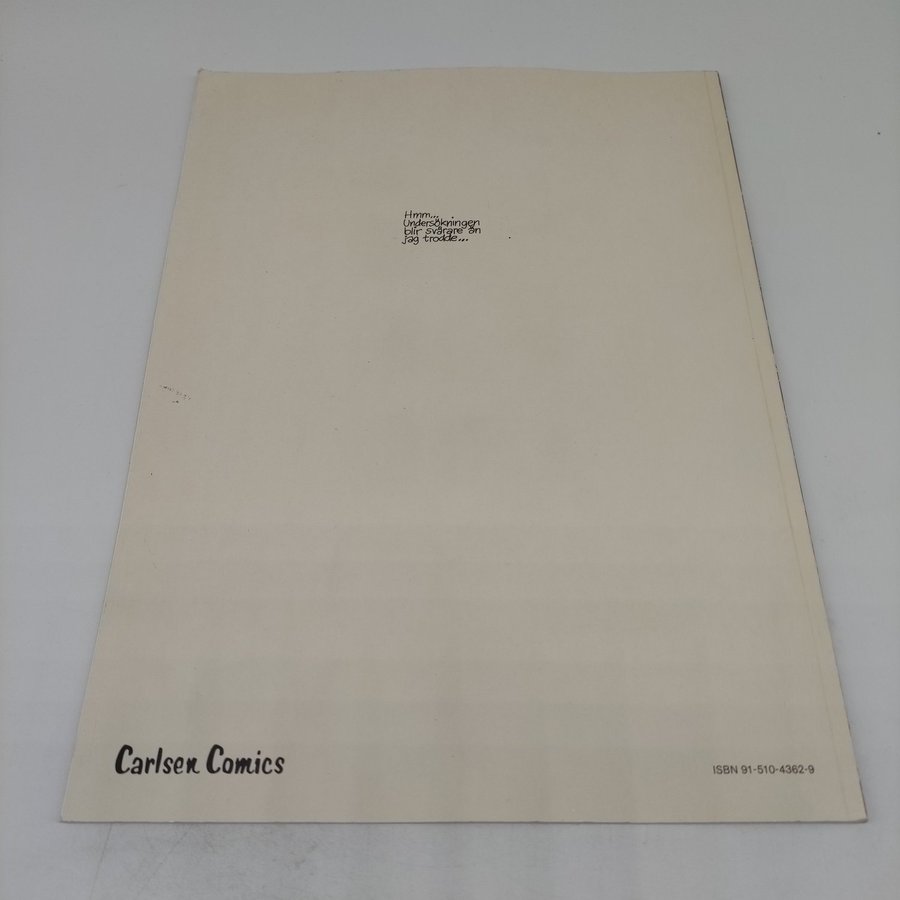 Hmm...
Undersökningen
blir svårare än
jag trodde...
Carlsen Comics
ISBN 91-510-4362-9